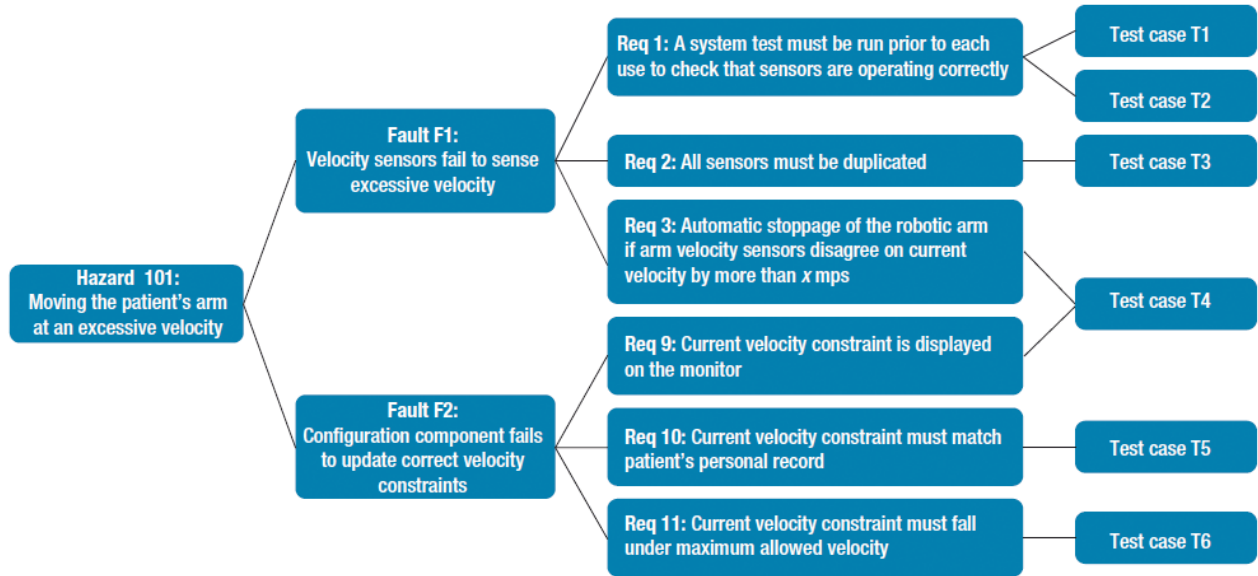 Hazard 101:
Moving the patient's arm
at an excessive velocity
Fault F1:
Velocity sensors fail to sense
excessive velocity
Fault F2:
Configuration component fails
to update correct velocity
constraints
Req 1: A system test must be run prior to each
use to check that sensors are operating correctly
Req 2: All sensors must be duplicated
Req 3: Automatic stoppage of the robotic arm
if arm velocity sensors disagree on current
velocity by more than x mps
Req 9: Current velocity constraint is displayed
on the monitor
Req 10: Current velocity constraint must match
patient's personal record
Req 11: Current velocity constraint must fall
under maximum allowed velocity
Test case T1
Test case T2
Test case T3
Test case T4
Test case T5
Test case T6